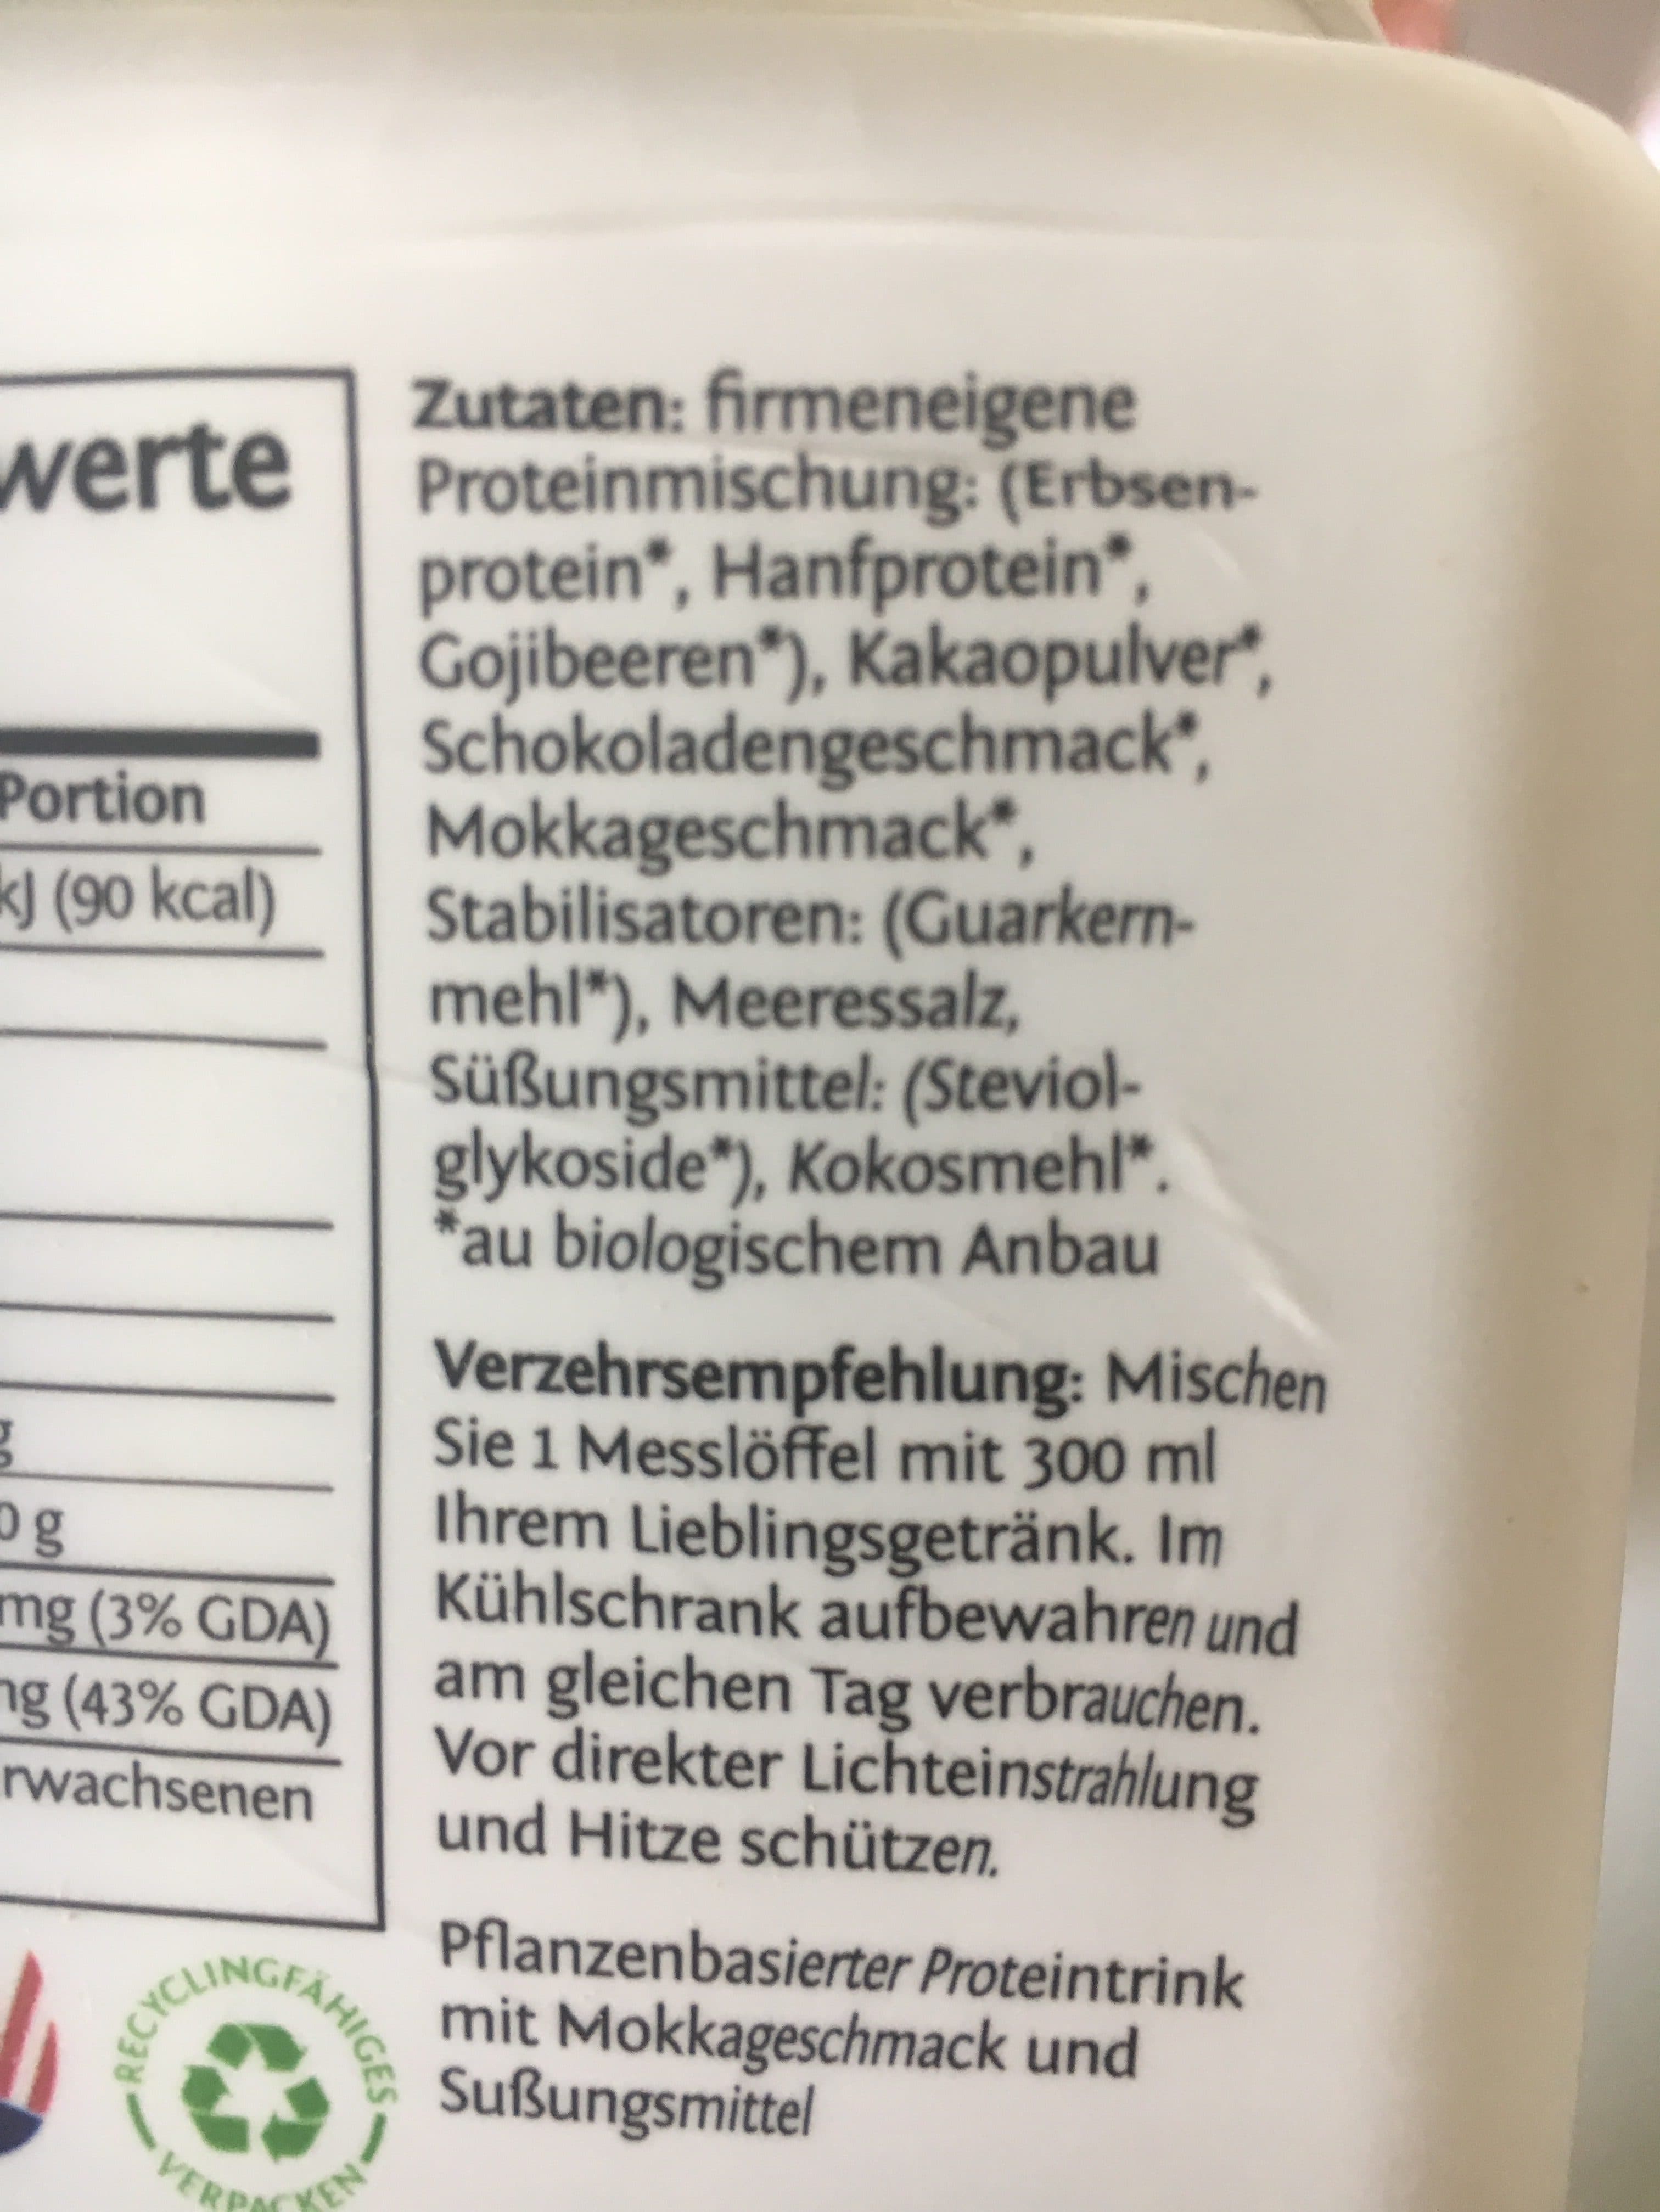 werte
Portion
kJ (90 kcal)
g
0 g
mg (3% GDA)
(43% GDA)
rwachsenen
Zutaten: firmeneigene
Proteinmischung: (Erbsen-
protein*, Hanfprotein*,
Gojibeeren*), Kakaopulver*,
Schokoladengeschmack*,
Mokkageschmack*,
Stabilisatoren: (Guarkern-
mehl*), Meeressalz,
Süßungsmittel: (Steviol-
glykoside*), Kokosmehl*.
*au biologischem Anbau
Verzehrsempfehlung: Mischen
Sie 1 Messlöffel mit 300 ml
Ihrem Lieblingsgetränk. Im
Kühlschrank aufbewahren und
am gleichen Tag verbrauchen.
Vor direkter Lichteinstrahlung
und Hitze schützen.
Pflanzenbasierter Proteintrink
mit Mokkageschmack und
Sußungsmittel
RECYCLINGFÄHIGES
VERPACKEN